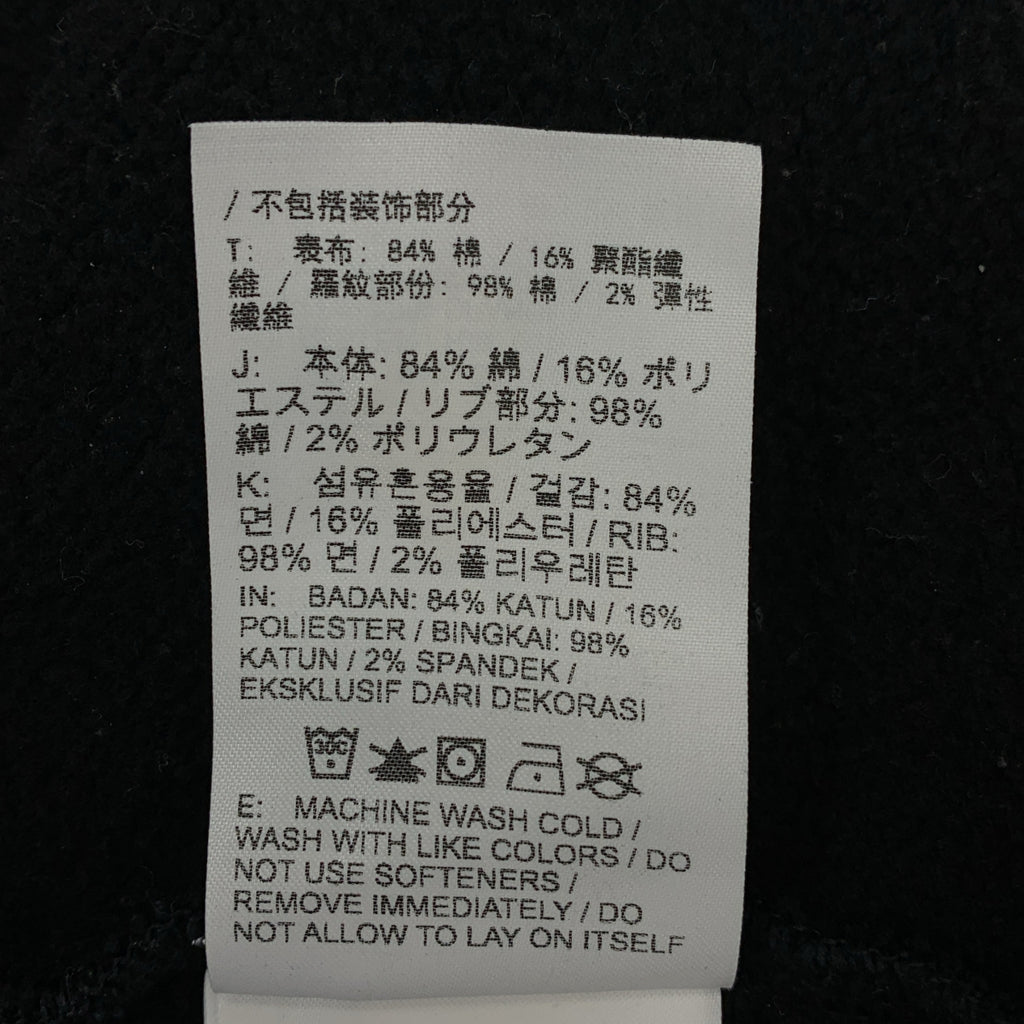 / 不包括装饰部分
T: 表布: 84% 棉 / 16% 聚酯纖
維 / 羅紋部份: 98% 棉 / 2% 彈性
纖維
J: 本体: 84% 綿 / 16% ポリ
エステル / リブ部分: 98%
綿 / 2% ポリウレタン
K: 섬유혼용율 / 겉감: 84%
면 / 16% 폴리에스터 / RIB:
98% 면 / 2% 폴리우레탄
IN: BADAN: 84% KATUN / 16%
POLIESTER / BINGKAI: 98%
KATUN / 2% SPANDEK /
EKSKLUSIF DARI DEKORASI
30C
E: MACHINE WASH COLD /
WASH WITH LIKE COLORS / DO
NOT USE SOFTENERS /
REMOVE IMMEDIATELY / DO
NOT ALLOW TO LAY ON ITSELF